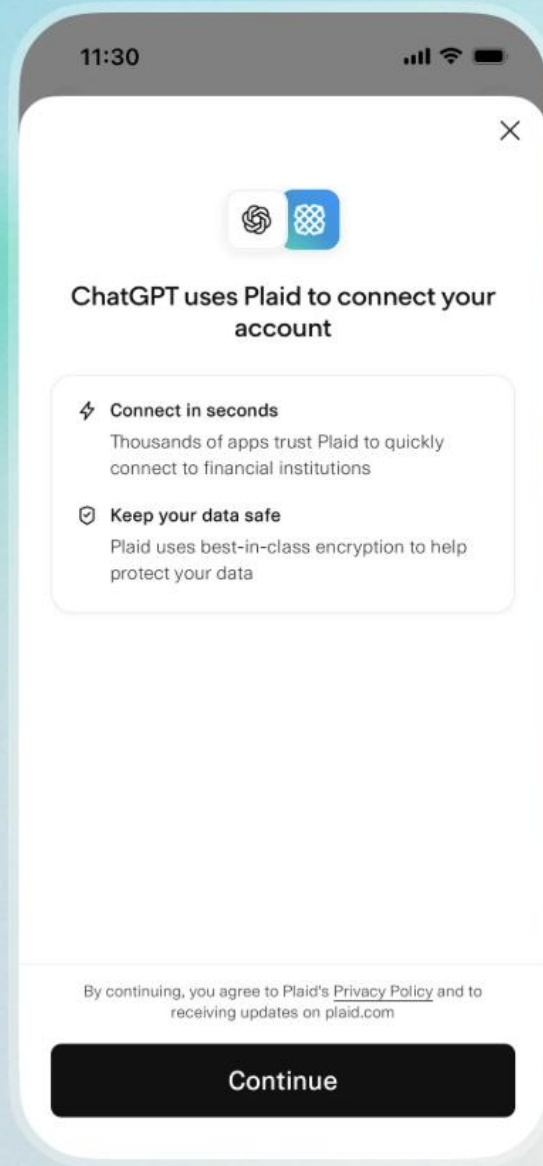 11:30
ChatGPT uses Plaid to connect your
account
Connect in seconds
Thousands of apps trust Plaid to quickly
connect to financial institutions
Keep your data safe
Plaid uses best-in-class encryption to help
protect your data
By continuing, you agree to Plaid's Privacy Policy and to
receiving updates on plaid.com
Continue